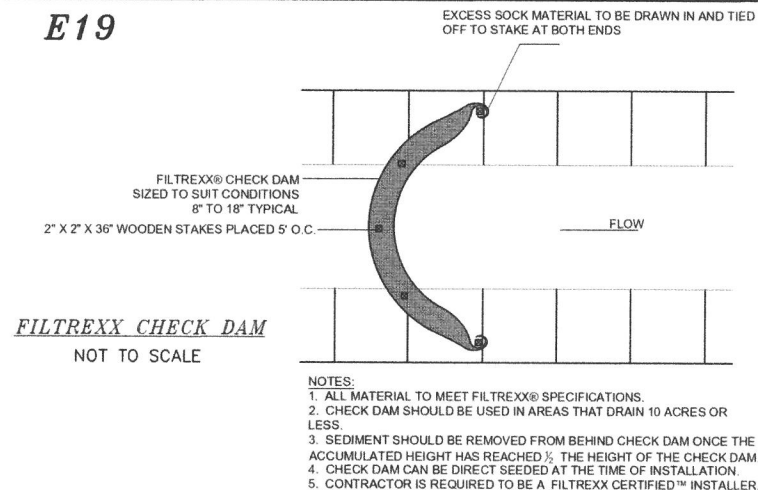 E19
EXCESS SOCK MATERIAL TO BE DRAWN IN AND TIED
OFF TO STAKE AT BOTH ENDS
FILTREXX® CHECK DAM
SIZED TO SUIT CONDITIONS
8" TO 18" TYPICAL
2" X 2" X 36" WOODEN STAKES PLACED 5' O.C.
FLOW
FILTREXX CHECK DAM
NOT TO SCALE
NOTES:
1. ALL MATERIAL TO MEET FILTREXX® SPECIFICATIONS.
2. CHECK DAM SHOULD BE USED IN AREAS THAT DRAIN 10 ACRES OR
LESS.
3. SEDIMENT SHOULD BE REMOVED FROM BEHIND CHECK DAM ONCE THE
ACCUMULATED HEIGHT HAS REACHED ½ THE HEIGHT OF THE CHECK DAM
4. CHECK DAM CAN BE DIRECT SEEDED AT THE TIME OF INSTALLATION.
5. CONTRACTOR IS REQUIRED TO BE A FILTREXX CERTIFIED™ INSTALLER.